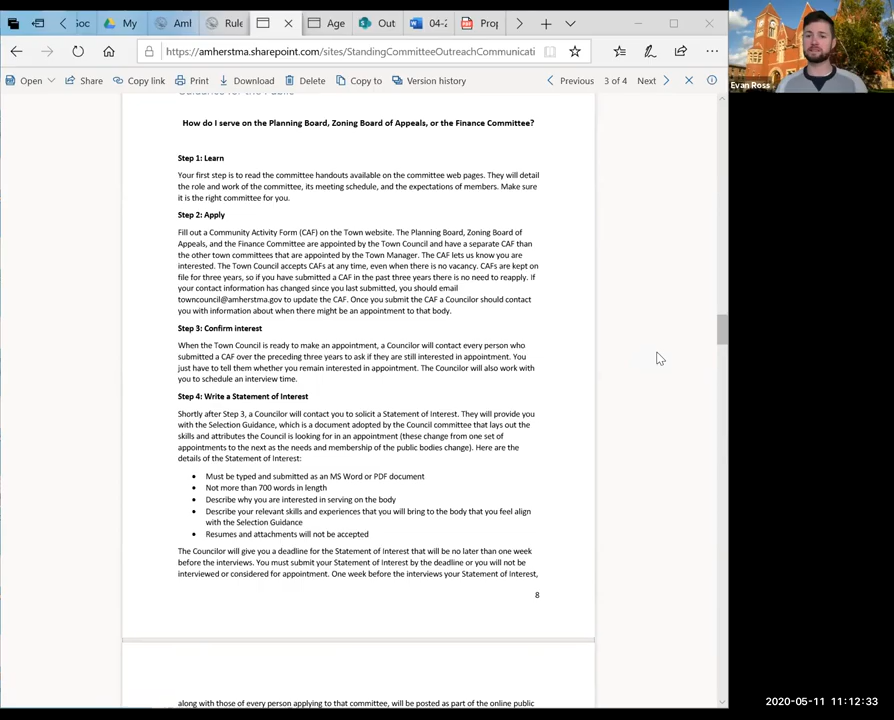 oc
My
Aml
Rule
Age
Out
04-2
PDF
Prop
https://amherstma.sharepoint.com/sites/StandingCommitteeOutreachCommunicati
Open
Share
Copy link
Print
Download
Delete
Copy to
Version history
Previous
3 of 4
Next
Evan Ross
Guidance for the Public
How do I serve on the Planning Board, Zoning Board of Appeals, or the Finance Committee?
Step 1: Learn
Your first step is to read the committee handouts available on the committee web pages. They will detail
the role and work of the committee, its meeting schedule, and the expectations of members. Make sure
it is the right committee for you.
Step 2: Apply
Fill out a Community Activity Form (CAF) on the Town website. The Planning Board, Zoning Board of
Appeals, and the Finance Committee are appointed by the Town Council and have a separate CAF than
the other town committees that are appointed by the Town Manager. The CAF lets us know you are
interested. The Town Council accepts CAFs at any time, even when there is no vacancy. CAFs are kept on
file for three years, so if you have submitted a CAF in the past three years there is no need to reapply. If
your contact information has changed since you last submitted, you should email
towncouncil@amherstma.gov to update the CAF. Once you submit the CAF a Councilor should contact
you with information about when there might be an appointment to that body.
Step 3: Confirm interest
When the Town Council is ready to make an appointment, a Councilor will contact every person who
submitted a CAF over the preceding three years to ask if they are still interested in appointment. You
just have to tell them whether you remain interested in appointment. The Councilor will also work with
you to schedule an interview time.
Step 4: Write a Statement of Interest
Shortly after Step 3, a Councilor will contact you to solicit a Statement of Interest. They will provide you
with the Selection Guidance, which is a document adopted by the Council committee that lays out the
skills and attributes the Council is looking for in an appointment (these change from one set of
appointments to the next as the needs and membership of the public bodies change). Here are the
details of the Statement of Interest:
• Must be typed and submitted as an MS Word or PDF document
• Not more than 700 words in length
• Describe why you are interested in serving on the body
• Describe your relevant skills and experiences that you will bring to the body that you feel align
with the Selection Guidance
• Resumes and attachments will not be accepted
The Councilor will give you a deadline for the Statement of Interest that will be no later than one week
before the interviews. You must submit your Statement of Interest by the deadline or you will not be
interviewed or considered for appointment. One week before the interviews your Statement of Interest,
8
along with those of every person applying to that committee, will be posted as part of the online public
2020-05-11 11:12:33